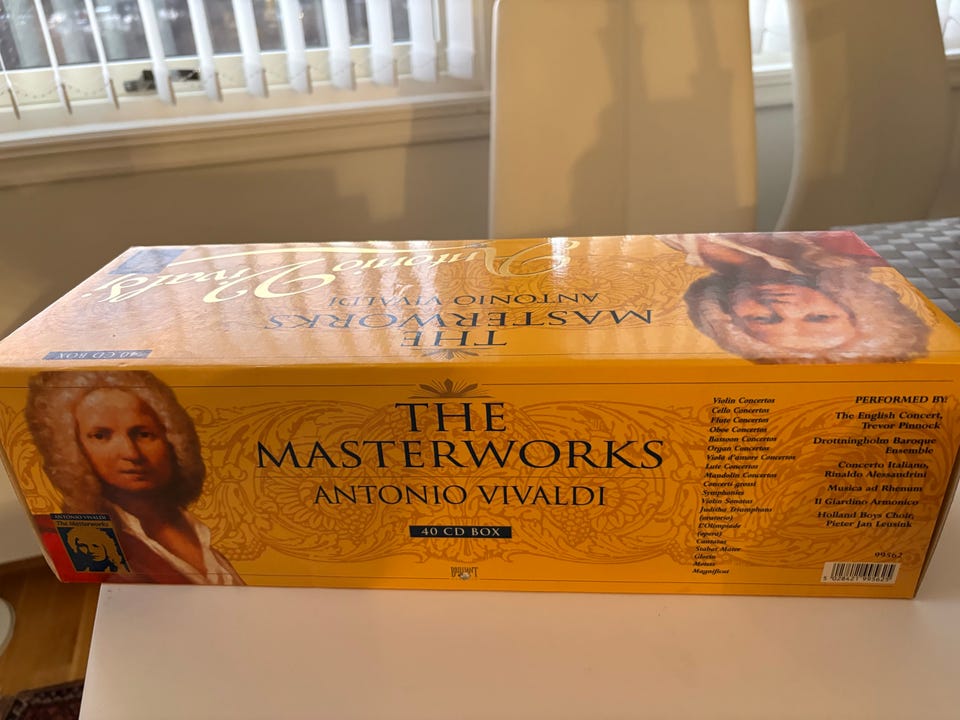 Antonio Vivaldi
THE
MASTERWORKS
ANTONIO VIVALDI
40 CD BOX
THE
MASTERWORKS
ANTONIO VIVALDI
40 CD BOX
BRILLIANT
ANTONIO VIVALDI
The Masterworks
Violin Concertos
Cello Concertos
Flute Concertos
Oboe Concertos
Bassoon Concertos
Organ Concertos
Viola d'amore Concertos
Lute Concertos
Mandolin Concertos
Concerti grossi
Symphonies
Violin Sonatas
Juditha Triumphans
(oratorio)
L'Olimpiade
(opera)
Cantatas
Stabat Mater
Gloria
Motets
Magnificat
PERFORMED BY:
The English Concert,
Trevor Pinnock
Drottningholm Baroque
Ensemble
Concerto Italiano,
Rinaldo Alessandrini
Musica ad Rhenum
Il Giardino Armonico
Holland Boys Choir,
Pieter Jan Leusink
99562
5 028421 995625